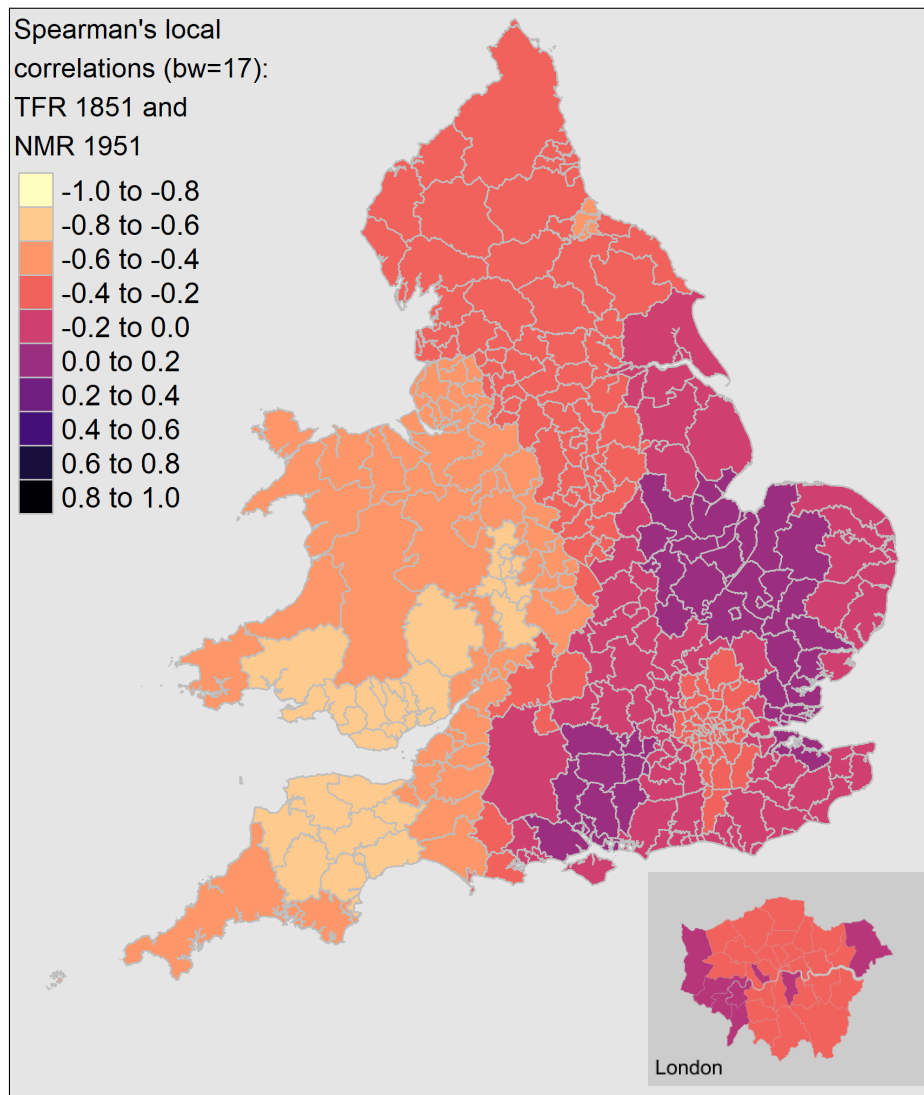 Spearman's local
correlations (bw=17):
TFR 1851 and
NMR 1951
-1.0 to -0.8
-0.8 to -0.6
-0.6 to -0.4
-0.4 to -0.2
-0.2 to 0.0
0.0 to 0.2
0.2 to 0.4
0.4 to 0.6
0.6 to 0.8
0.8 to 1.0
London